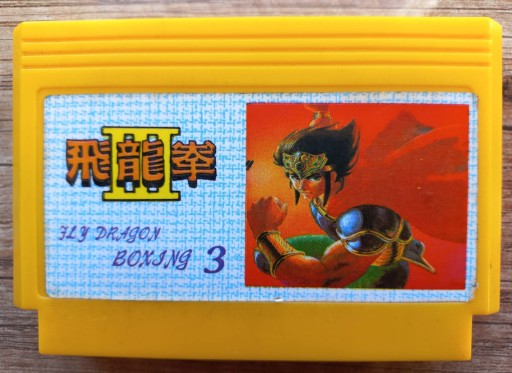 飛龍拳
III
FLY DRAGON
BOXING 3